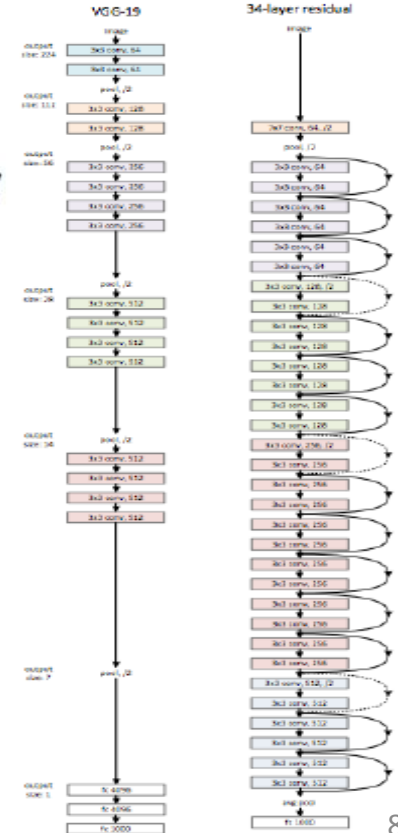 VGG-19
image
output
size: 224
3x3 conv, 64
3x3 conv, 64
pool, /2
output
size: 112
3x3 conv, 128
3x3 conv, 128
pool, /2
output
size: 56
3x3 conv, 256
3x3 conv, 256
3x3 conv, 256
3x3 conv, 256
pool, /2
output
size: 28
3x3 conv, 512
3x3 conv, 512
3x3 conv, 512
3x3 conv, 512
output
size: 14
pool, /2
3x3 conv, 512
3x3 conv, 512
3x3 conv, 512
3x3 conv, 512
output
size: 7
pool, /2
output
size: 1
fc 4096
fc 4096
fc 1000
34-layer residual
image
7x7 conv, 64, /2
pool, /2
3x3 conv, 64
3x3 conv, 64
3x3 conv, 64
3x3 conv, 64
3x3 conv, 64
3x3 conv, 64
3x3 conv, 128, /2
3x3 conv, 128
3x3 conv, 128
3x3 conv, 128
3x3 conv, 128
3x3 conv, 128
3x3 conv, 128
3x3 conv, 128
3x3 conv, 256, /2
3x3 conv, 256
3x3 conv, 256
3x3 conv, 256
3x3 conv, 256
3x3 conv, 256
3x3 conv, 256
3x3 conv, 256
3x3 conv, 256
3x3 conv, 256
3x3 conv, 256
3x3 conv, 256
3x3 conv, 512, /2
3x3 conv, 512
3x3 conv, 512
3x3 conv, 512
3x3 conv, 512
3x3 conv, 512
avg pool
fc 1000
8